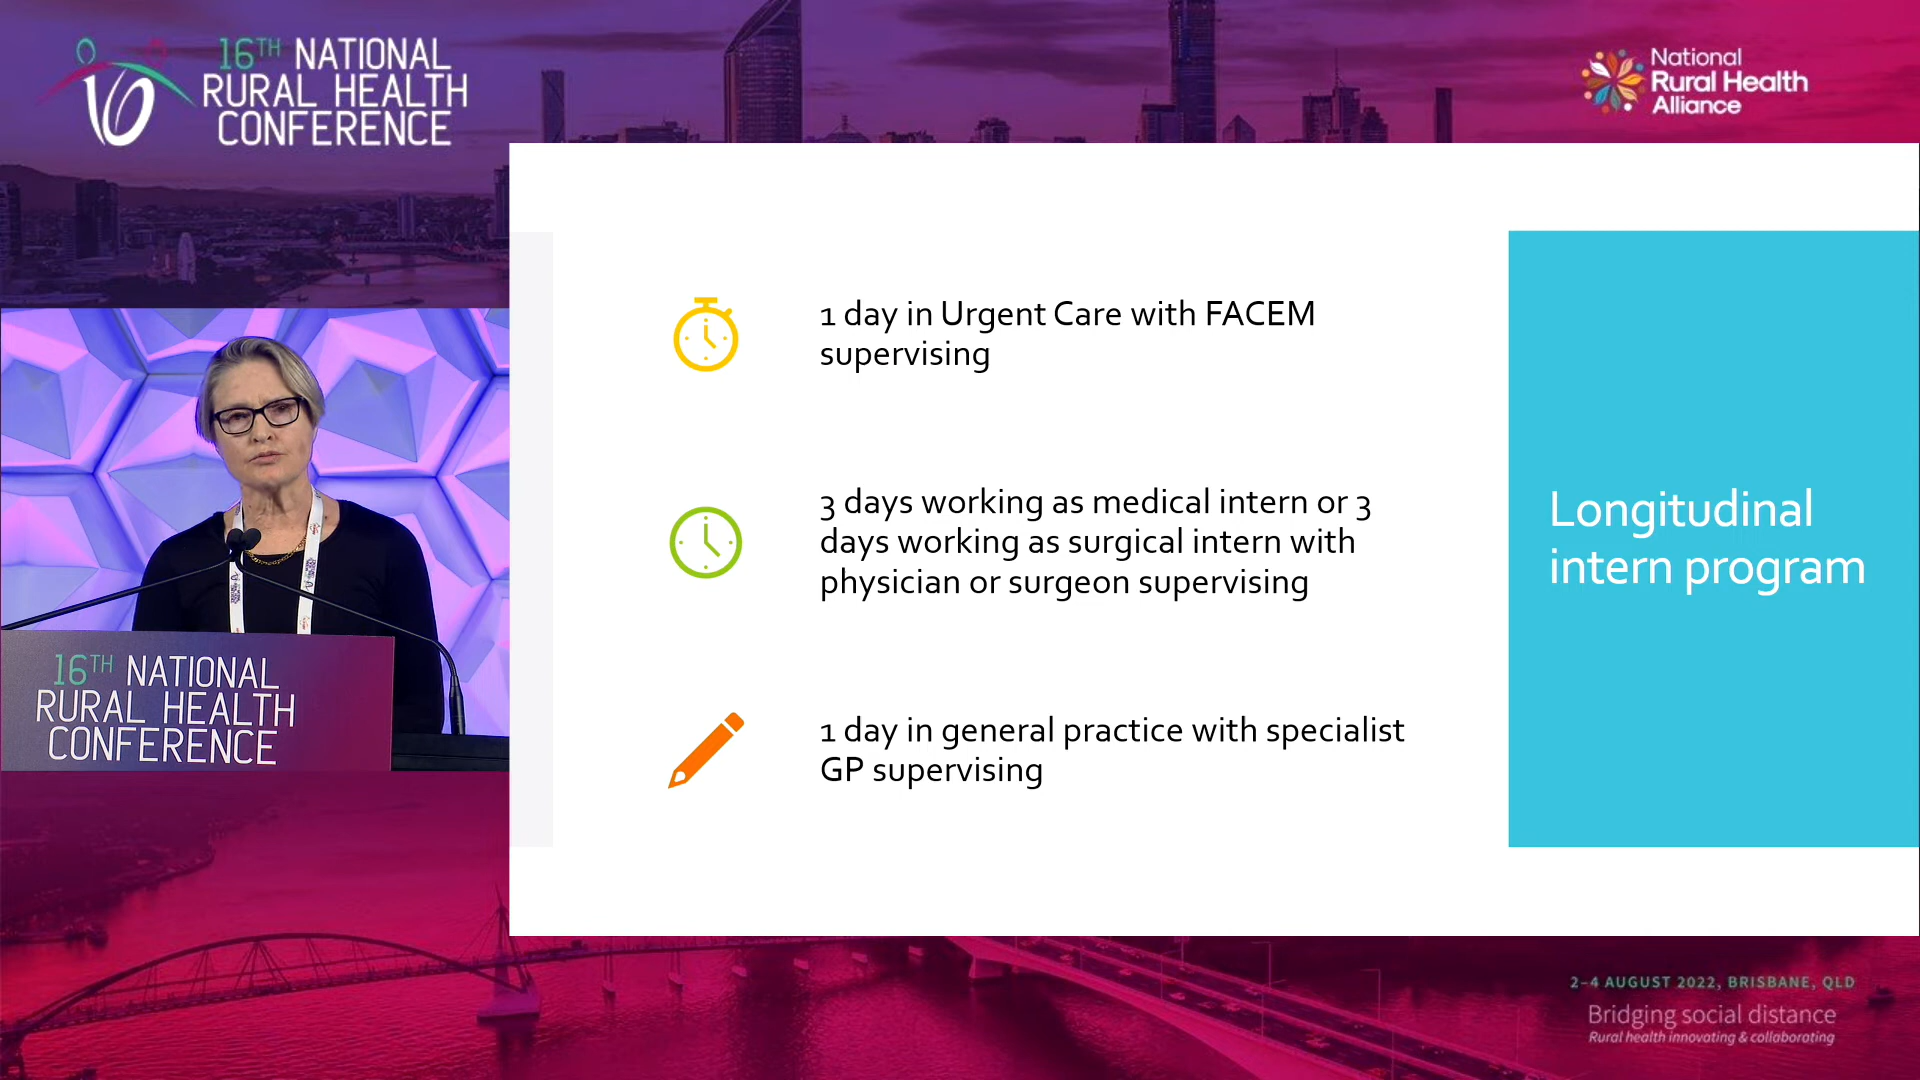 16TH NATIONAL
RURAL HEALTH
CONFERENCE
National
Rural Health
Alliance
1 day in Urgent Care with FACEM
supervising
3 days working as medical intern or 3
days working as surgical intern with
physician or surgeon supervising
1 day in general practice with specialist
GP supervising
Longitudinal
intern program
16TH NATIONAL
RURAL HEALTH
CONFERENCE
2–4 AUGUST 2022, BRISBANE, QLD
Bridging social distance
Rural health innovating & collaborating